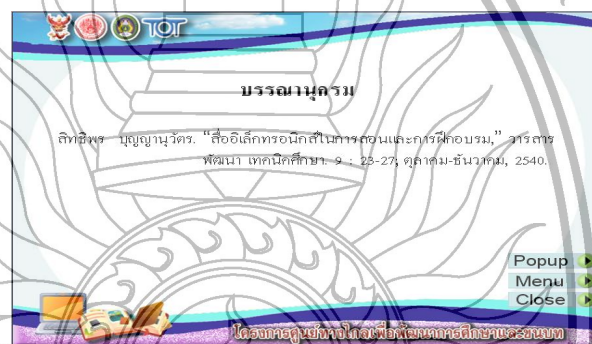 TOT
บรรณานุกรม
สิทธิพร บุญญานุวัตร. “สื่ออิเล็กทรอนิกส์ในการสอนและการฝึกอบรม,” วารสาร
พัฒนา เทคนิคศึกษา. 9 : 23-27; ตุลาคม-ธันวาคม, 2540.
Popup
Menu
Close
โครงการศูนย์ทางไกลเพื่อพัฒนาการศึกษาและชนบท